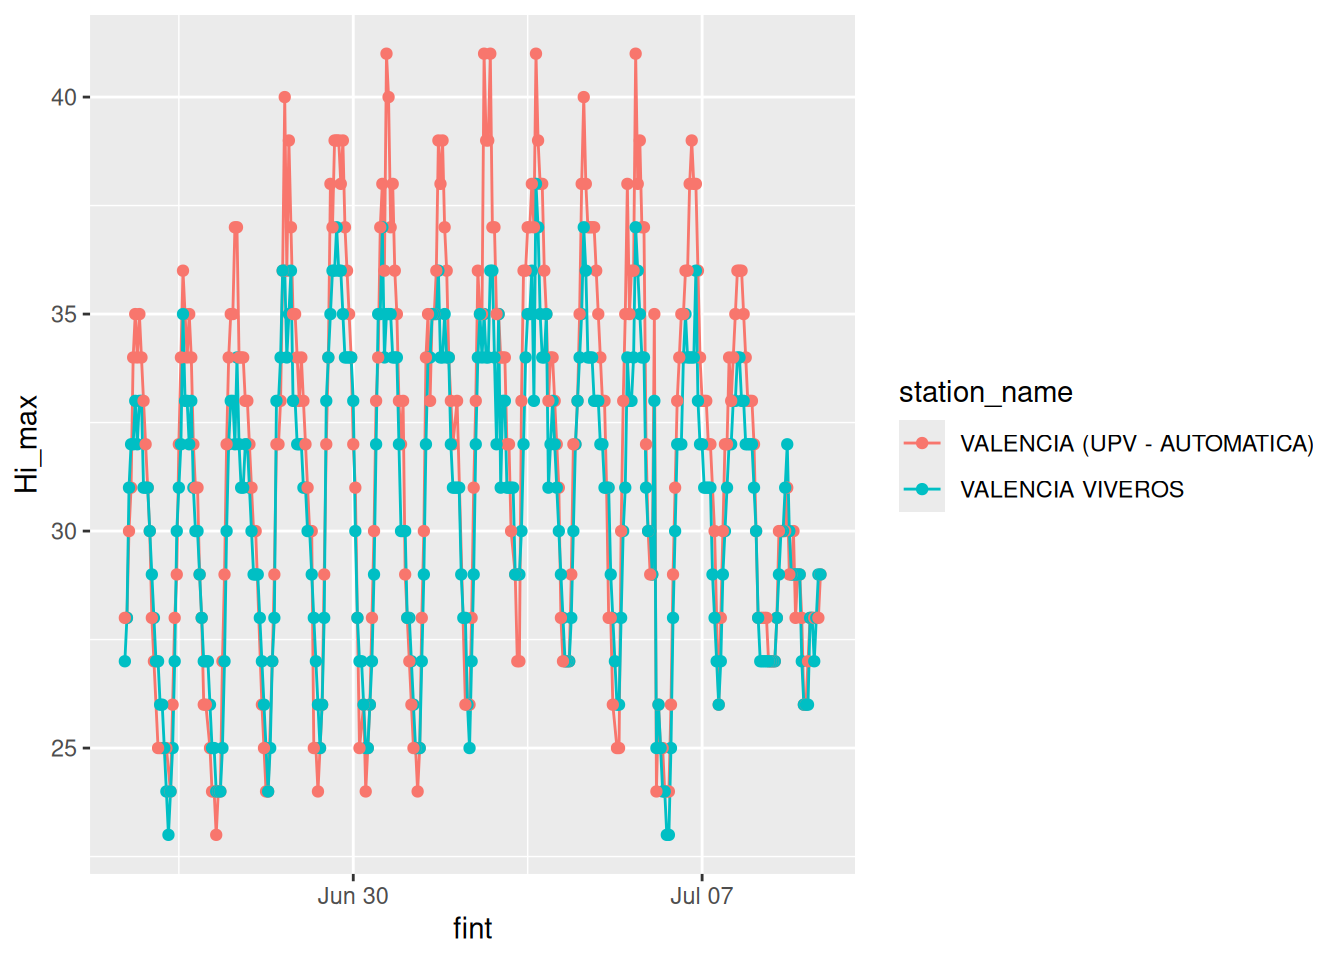 40
35
30
25
Hi_max
Jun 30
Jul 07
fint
station_name
VALENCIA (UPV - AUTOMATICA)
VALENCIA VIVEROS